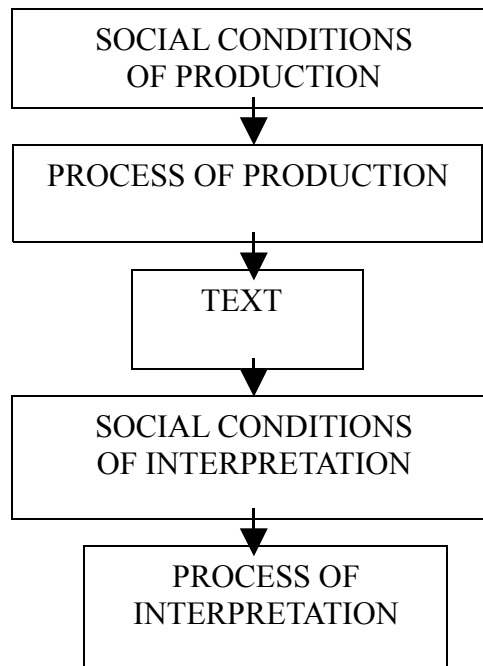 SOCIAL CONDITIONS
OF PRODUCTION
PROCESS OF PRODUCTION
TEXT
SOCIAL CONDITIONS
OF INTERPRETATION
PROCESS OF
INTERPRETATION